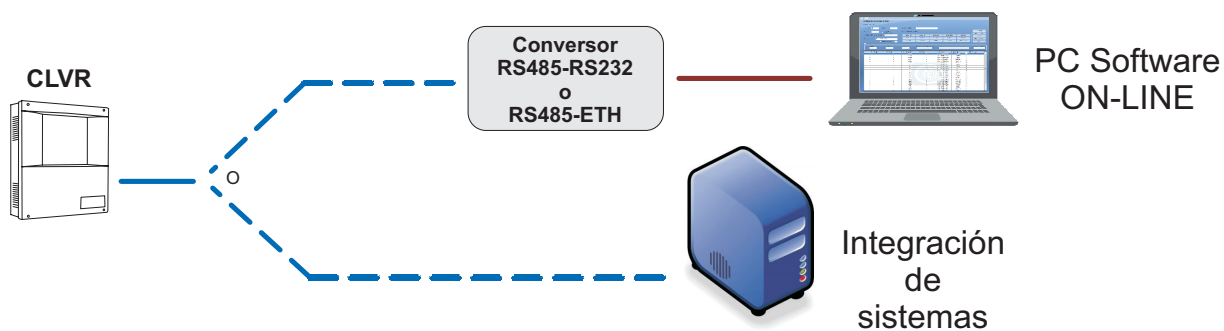 CLVR
Conversor
RS485-RS232
o
RS485-ETH
PC Software
ON-LINE
O
Integración
de
sistemas